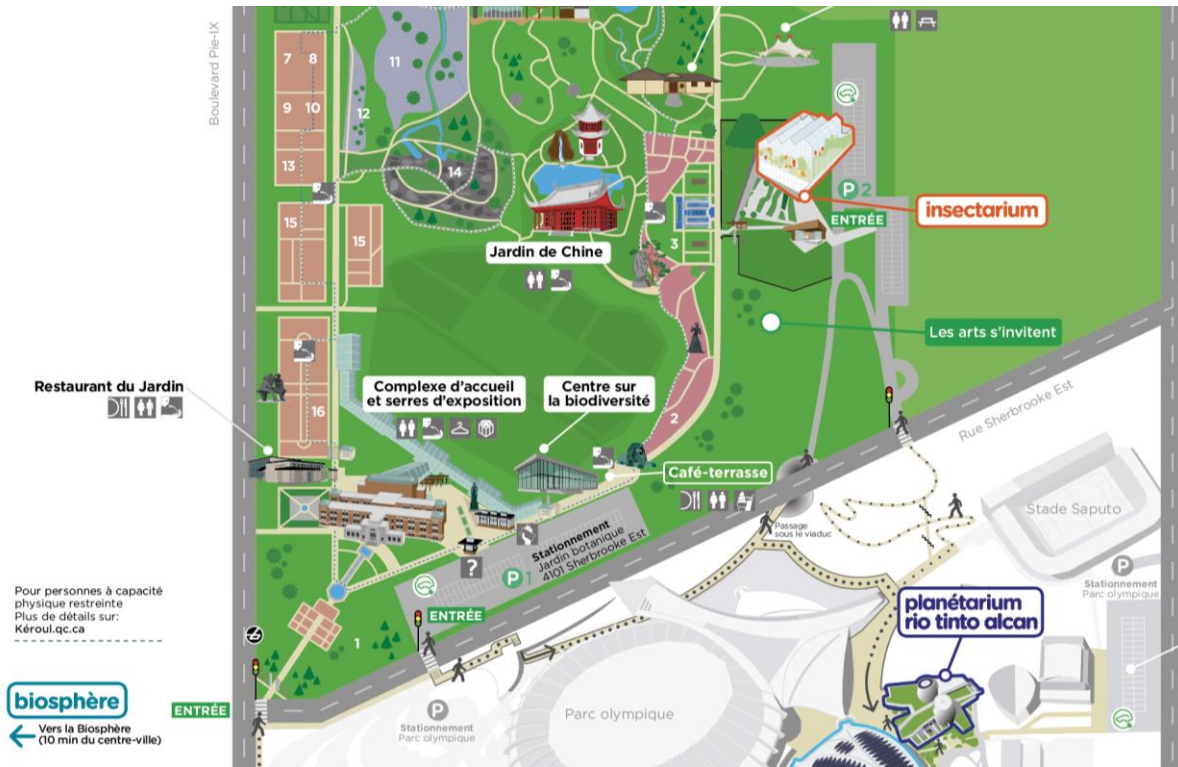 Boulevard Pie-IX
7
8
11
9
10
12
13
14
15
15
3
P 2
ENTRÉE
insectarium
Jardin de Chine
Les arts s'invitent
Restaurant du Jardin
Complexe d'accueil
et serres d'exposition
Centre sur
la biodiversité
16
2
Rue Sherbrooke Est
Café-terrasse
Stationnement
Jardin botanique
4101 Sherbrooke Est
P 1
?
Passage
sous le viaduc
Stade Saputo
P
Stationnement
Parc olympique
Pour personnes à capacité
physique restreinte
Plus de détails sur:
Kéroul.qc.ca
1
ENTRÉE
planétarium
rio tinto alcan
biosphère
Vers la Biosphère
(10 min du centre-ville)
ENTRÉE
P
Stationnement
Parc olympique
Parc olympique